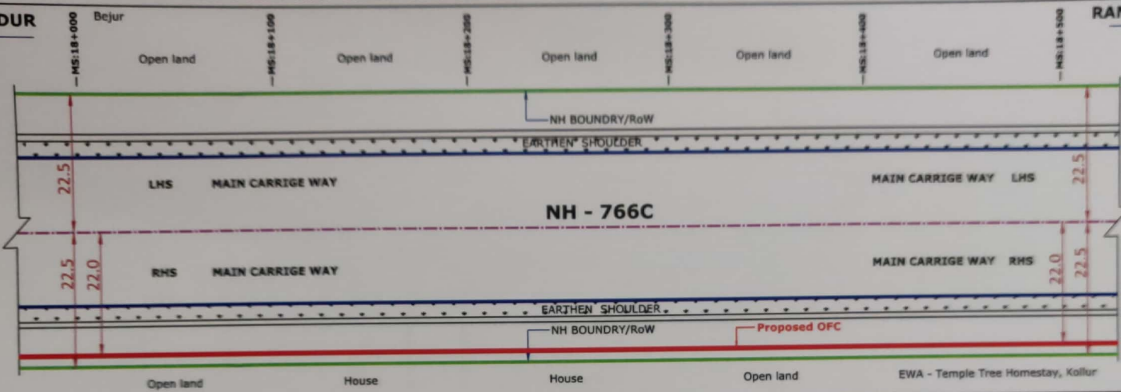 DUR
Bejur
RAN
MS:18+000
MS:18+100
MS:18+200
MS:18+300
MS:18+400
MS:18+500
Open land
Open land
Open land
Open land
Open land
NH BOUNDRY/RoW
EARTHEN SHOULDER
22.5
LHS MAIN CARRIGE WAY
MAIN CARRIGE WAY LHS
22.5
NH - 766C
22.5
22.0
RHS MAIN CARRIGE WAY
MAIN CARRIGE WAY RHS
22.0
22.5
EARTHEN SHOULDER
NH BOUNDRY/RoW
Proposed OFC
Open land
House
House
Open land
EWA - Temple Tree Homestay, Kollur